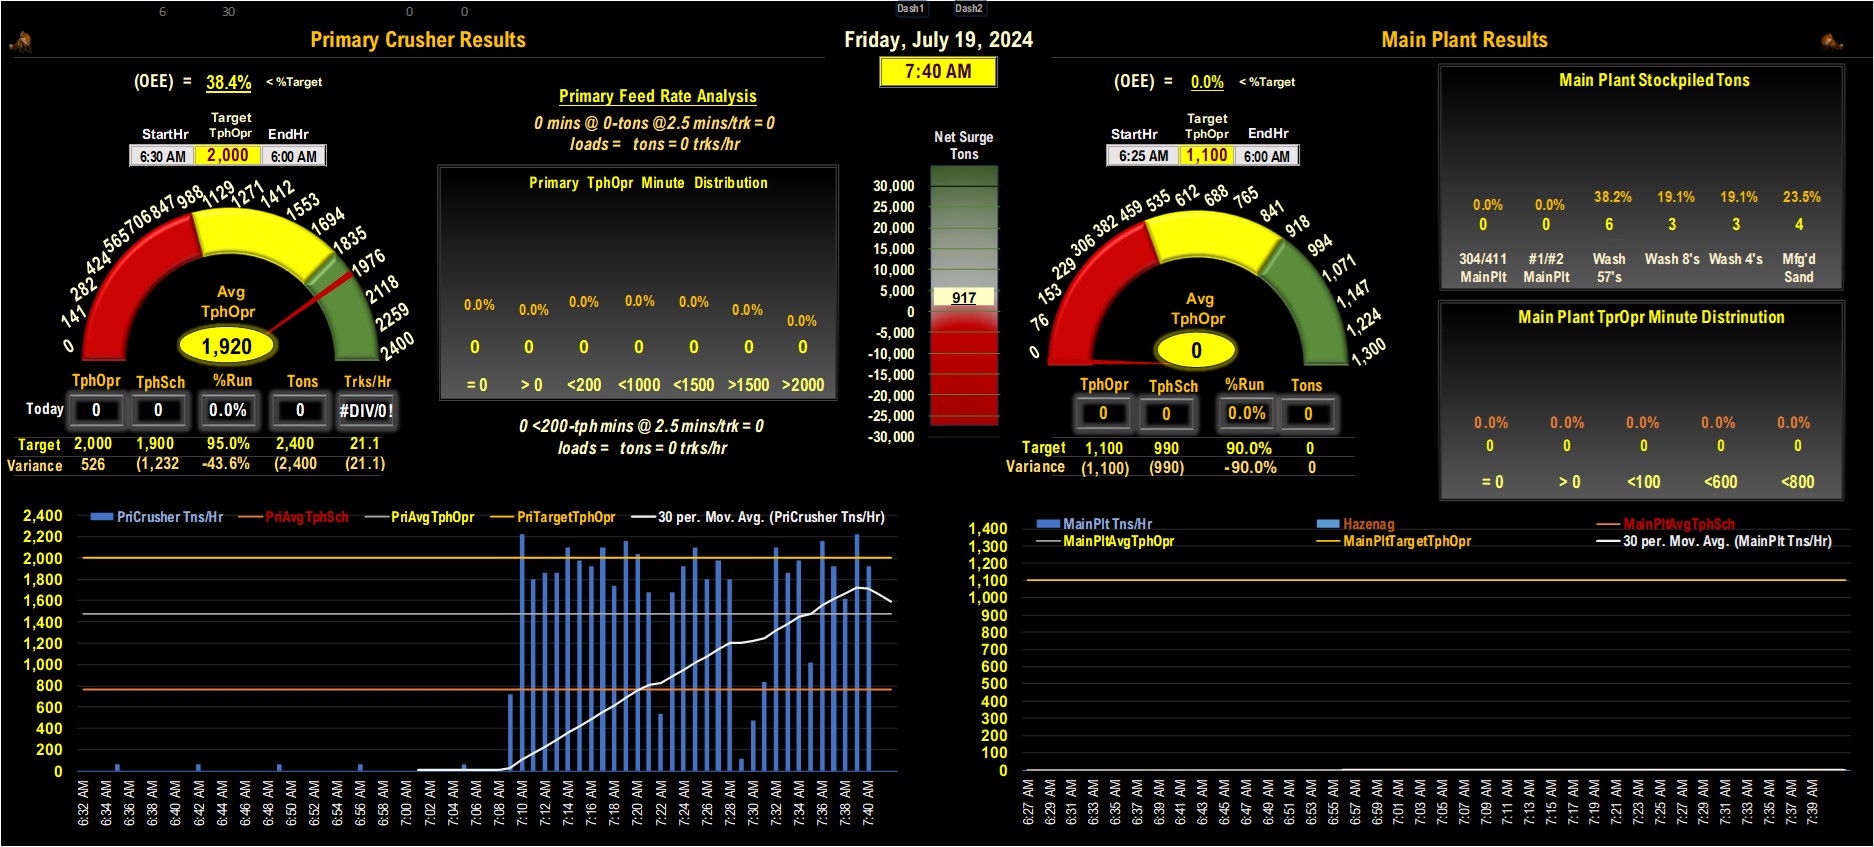 6 30 0 0 Dash1 Dash2
Primary Crusher Results
Friday, July 19, 2024
Main Plant Results
7:40 AM
(OEE) = 38.4% < %Target
StartHr Target TphOpr EndHr
6:30 AM 2,000 6:00 AM
0 141 282 424 565 706 847 988 1129 1271 1412 1553 1694 1835 1976 2118 2259 2400
Avg
TphOpr
1,920
TphOpr TphSch %Run Tons Trks/Hr
Today 0 0 0.0% 0 #DIV/0!
Target 2,000 1,900 95.0% 2,400 21.1
Variance 526 (1,232 -43.6% (2,400 (21.1)
Primary Feed Rate Analysis
0 mins @ 0-tons @2.5 mins/trk = 0
loads = tons = 0 trks/hr
Primary TphOpr Minute Distribution
0.0% 0.0% 0.0% 0.0% 0.0% 0.0% 0.0%
0 0 0 0 0 0 0
= 0 > 0 <200 <1000 <1500 >1500 >2000
0 <200-tph mins @ 2.5 mins/trk = 0
loads = tons = 0 trks/hr
Net Surge
Tons
30,000
25,000
20,000
15,000
10,000
5,000
917
0
-5,000
-10,000
-15,000
-20,000
-25,000
-30,000
(OEE) = 0.0% < %Target
StartHr Target TphOpr EndHr
6:25 AM 1,100 6:00 AM
0 76 153 229 306 382 459 535 612 688 765 841 918 994 1,071 1,147 1,224 1,300
Avg
TphOpr
0
TphOpr TphSch %Run Tons
0 0 0.0% 0
Target 1,100 990 90.0% 0
Variance (1,100) (990) -90.0% 0
Main Plant Stockpiled Tons
0.0% 0.0% 38.2% 19.1% 19.1% 23.5%
0 0 6 3 3 4
304/411 #1/#2 Wash Wash 8's Wash 4's Mfg'd
MainPlt MainPlt 57's Sand
Main Plant TprOpr Minute Distrinution
0.0% 0.0% 0.0% 0.0% 0.0%
0 0 0 0 0
= 0 > 0 <100 <600 <800
PriCrusher Tns/Hr PriAvgTphSch PriAvgTphOpr PriTargetTphOpr 30 per. Mov. Avg. (PriCrusher Tns/Hr)
2,400
2,200
2,000
1,800
1,600
1,400
1,200
1,000
800
600
400
200
0
6:32 AM 6:34 AM 6:36 AM 6:38 AM 6:40 AM 6:42 AM 6:44 AM 6:46 AM 6:48 AM 6:50 AM 6:52 AM 6:54 AM 6:56 AM 6:58 AM 7:00 AM 7:02 AM 7:04 AM 7:06 AM 7:08 AM 7:10 AM 7:12 AM 7:14 AM 7:16 AM 7:18 AM 7:20 AM 7:22 AM 7:24 AM 7:26 AM 7:28 AM 7:30 AM 7:32 AM 7:34 AM 7:36 AM 7:38 AM 7:40 AM
MainPlt Tns/Hr Hazenag MainPltAvgTphSch
MainPltAvgTphOpr MainPltTargetTphOpr 30 per. Mov. Avg. (MainPlt Tns/Hr)
1,400
1,300
1,200
1,100
1,000
900
800
700
600
500
400
300
200
100
0
6:27 AM 6:29 AM 6:31 AM 6:33 AM 6:35 AM 6:37 AM 6:39 AM 6:41 AM 6:43 AM 6:45 AM 6:47 AM 6:49 AM 6:51 AM 6:53 AM 6:55 AM 6:57 AM 6:59 AM 7:01 AM 7:03 AM 7:05 AM 7:07 AM 7:09 AM 7:11 AM 7:13 AM 7:15 AM 7:17 AM 7:19 AM 7:21 AM 7:23 AM 7:25 AM 7:27 AM 7:29 AM 7:31 AM 7:33 AM 7:35 AM 7:37 AM 7:39 AM